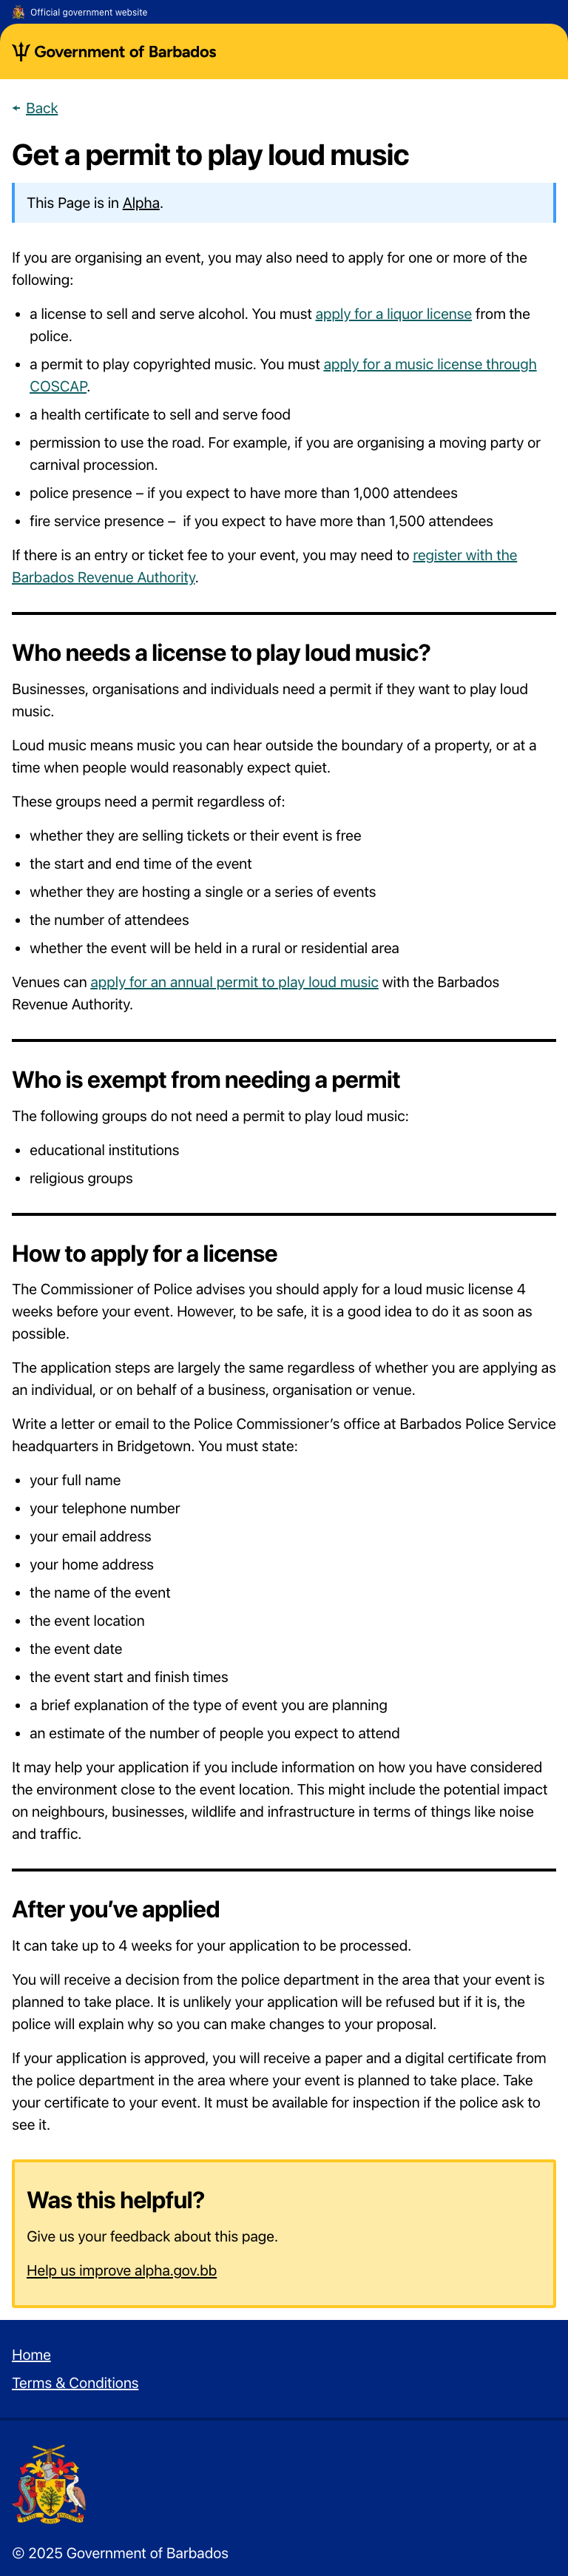 Official government website
Government of Barbados
Back
Get a permit to play loud music
This Page is in Alpha.
If you are organising an event, you may also need to apply for one or more of the
following:
• a license to sell and serve alcohol. You must apply for a liquor license from the
police.
• a permit to play copyrighted music. You must apply for a music license through
COSCAP.
• a health certificate to sell and serve food
• permission to use the road. For example, if you are organising a moving party or
carnival procession.
• police presence – if you expect to have more than 1,000 attendees
• fire service presence –  if you expect to have more than 1,500 attendees
If there is an entry or ticket fee to your event, you may need to register with the
Barbados Revenue Authority.
Who needs a license to play loud music?
Businesses, organisations and individuals need a permit if they want to play loud
music.
Loud music means music you can hear outside the boundary of a property, or at a
time when people would reasonably expect quiet.
These groups need a permit regardless of:
• whether they are selling tickets or their event is free
• the start and end time of the event
• whether they are hosting a single or a series of events
• the number of attendees
• whether the event will be held in a rural or residential area
Venues can apply for an annual permit to play loud music with the Barbados
Revenue Authority.
Who is exempt from needing a permit
The following groups do not need a permit to play loud music:
• educational institutions
• religious groups
How to apply for a license
The Commissioner of Police advises you should apply for a loud music license 4
weeks before your event. However, to be safe, it is a good idea to do it as soon as
possible.
The application steps are largely the same regardless of whether you are applying as
an individual, or on behalf of a business, organisation or venue.
Write a letter or email to the Police Commissioner’s office at Barbados Police Service
headquarters in Bridgetown. You must state:
• your full name
• your telephone number
• your email address
• your home address
• the name of the event
• the event location
• the event date
• the event start and finish times
• a brief explanation of the type of event you are planning
• an estimate of the number of people you expect to attend
It may help your application if you include information on how you have considered
the environment close to the event location. This might include the potential impact
on neighbours, businesses, wildlife and infrastructure in terms of things like noise
and traffic.
After you’ve applied
It can take up to 4 weeks for your application to be processed.
You will receive a decision from the police department in the area that your event is
planned to take place. It is unlikely your application will be refused but if it is, the
police will explain why so you can make changes to your proposal.
If your application is approved, you will receive a paper and a digital certificate from
the police department in the area where your event is planned to take place. Take
your certificate to your event. It must be available for inspection if the police ask to
see it.
Was this helpful?
Give us your feedback about this page.
Help us improve alpha.gov.bb
Home
Terms & Conditions
PRIDE AND INDUSTRY
© 2025 Government of Barbados